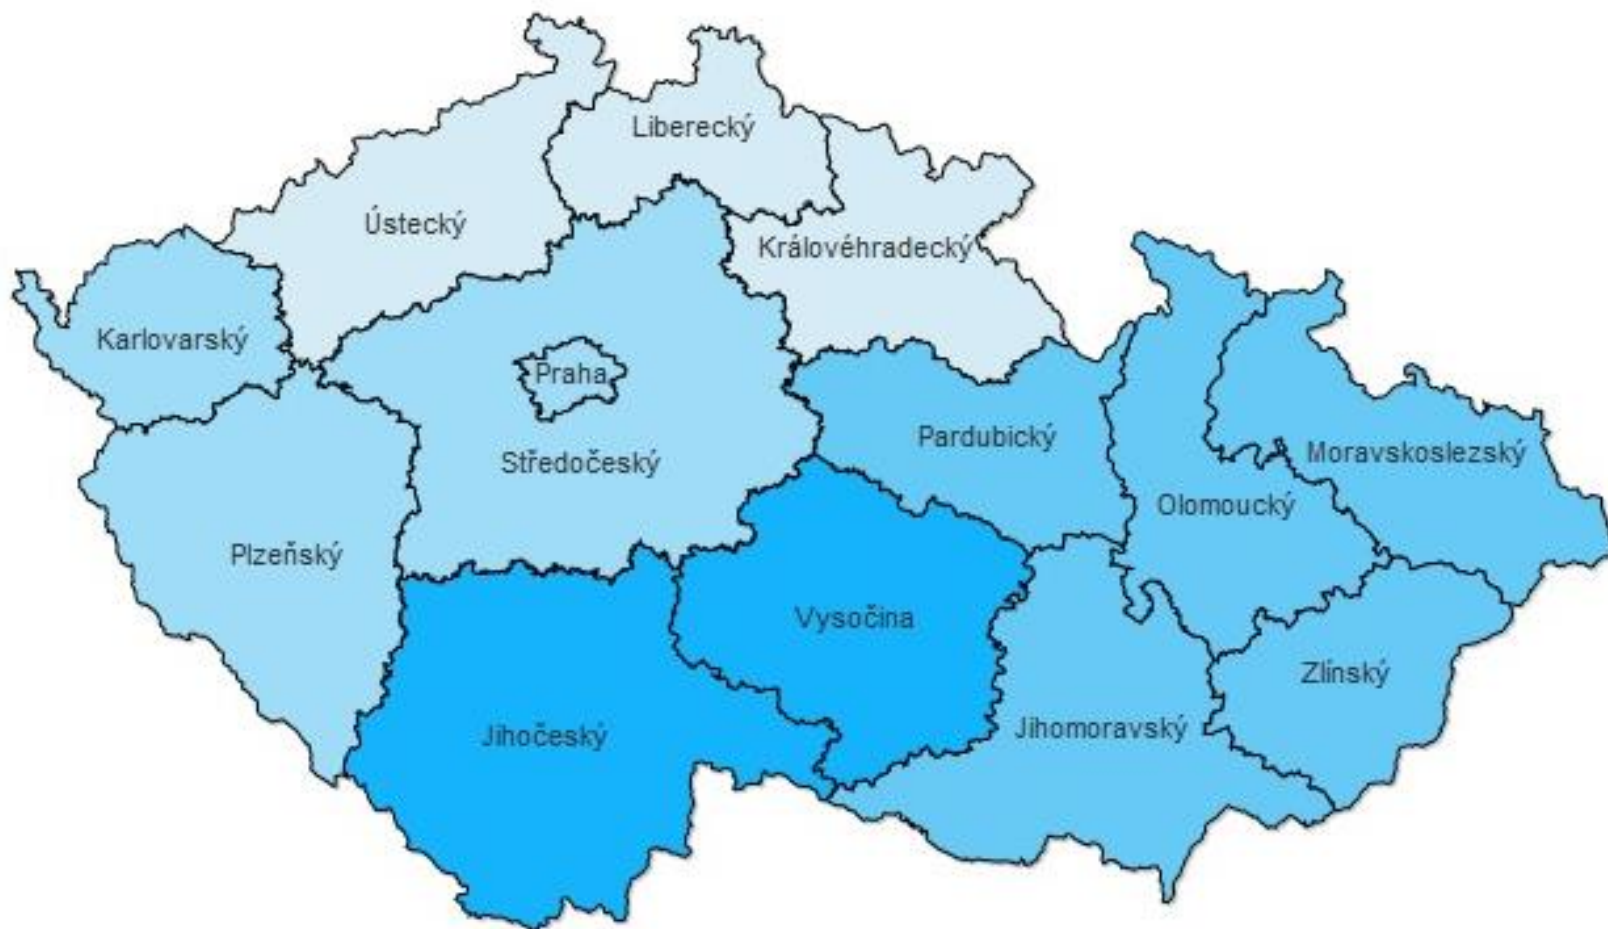 Liberecký
Ústecký
Královéhradecký
Karlovarský
Praha
Pardubický
Středočeský
Moravskoslezský
Olomoucký
Plzeňský
Vysočina
Zlínský
Jihomoravský
Jihočeský